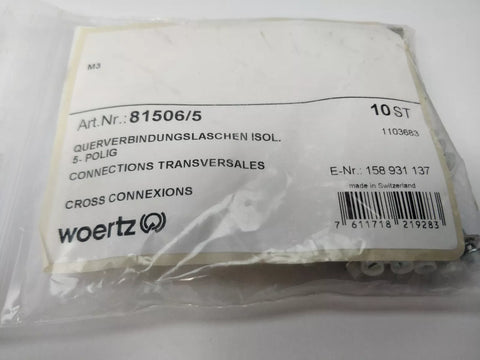 M3
Art.Nr.: 81506/5
10 ST
1103683
QUERVERBINDUNGSLASCHEN ISOL.
5- POLIG
CONNECTIONS TRANSVERSALES
E-Nr.: 158 931 137
made in Switzerland
CROSS CONNEXIONS
woertz
7 611718 219283